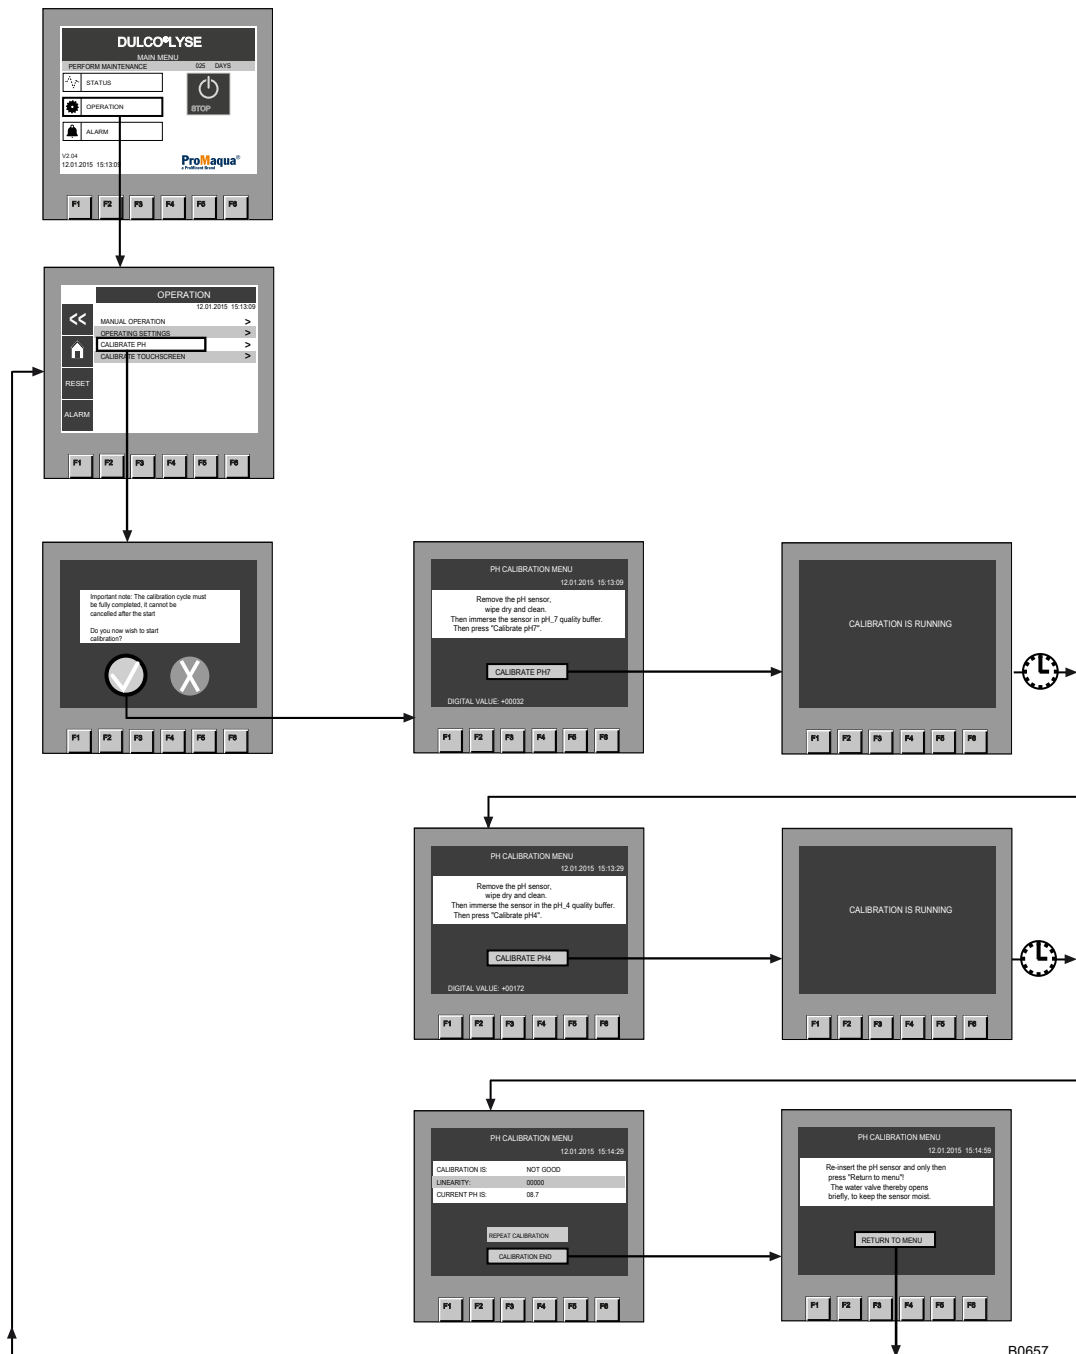 DULCO®LYSE
MAIN MENU
PERFORM MAINTENANCE 025 DAYS
STATUS
OPERATION
STOP
ALARM
V2.04
12.01.2015 15:13:09
ProMaqua®
a ProMinent Brand
F1 F2 F3 F4 F5 F6
OPERATION
12.01.2015 15:13:09
<<
MANUAL OPERATION >
OPERATING SETTINGS >
CALIBRATE PH >
CALIBRATE TOUCHSCREEN >
RESET
ALARM
F1 F2 F3 F4 F5 F6
Important note: The calibration cycle must
be fully completed, it cannot be
cancelled after the start
Do you now wish to start
calibration?
X
F1 F2 F3 F4 F5 F6
PH CALIBRATION MENU
12.01.2015 15:13:09
Remove the pH sensor,
wipe dry and clean.
Then immerse the sensor in pH_7 quality buffer.
Then press "Calibrate pH7".
CALIBRATE PH7
DIGITAL VALUE: +00032
F1 F2 F3 F4 F5 F6
CALIBRATION IS RUNNING
F1 F2 F3 F4 F5 F6
PH CALIBRATION MENU
12.01.2015 15:13:29
Remove the pH sensor,
wipe dry and clean.
Then immerse the sensor in the pH_4 quality buffer.
Then press "Calibrate pH4".
CALIBRATE PH4
DIGITAL VALUE: +00172
F1 F2 F3 F4 F5 F6
CALIBRATION IS RUNNING
F1 F2 F3 F4 F5 F6
PH CALIBRATION MENU
12.01.2015 15:14:29
CALIBRATION IS: NOT GOOD
LINEARITY: 00000
CURRENT PH IS: 08.7
REPEAT CALIBRATION
CALIBRATION END
F1 F2 F3 F4 F5 F6
PH CALIBRATION MENU
12.01.2015 15:14:59
Re-insert the pH sensor and only then
press "Return to menu"!
The water valve thereby opens
briefly, to keep the sensor moist.
RETURN TO MENU
F1 F2 F3 F4 F5 F6
B0657